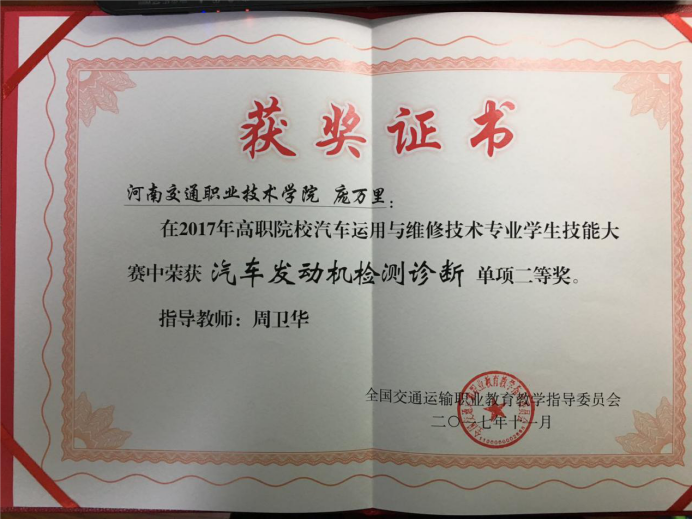 获奖证书
河南交通职业技术学院 庞万里:
在2017年高职院校汽车运用与维修技术专业学生技能大
赛中荣获 汽车发动机检测诊断 单项二等奖。
指导教师：周卫华
全国交通运输职业教育教学指导委员会
二〇一七年十一月